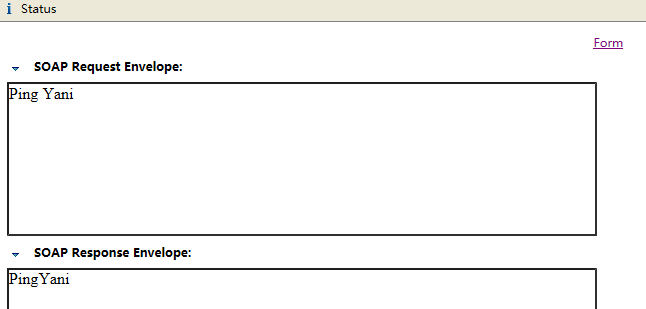 i Status
Form
SOAP Request Envelope:
Ping Yani
SOAP Response Envelope:
PingYani